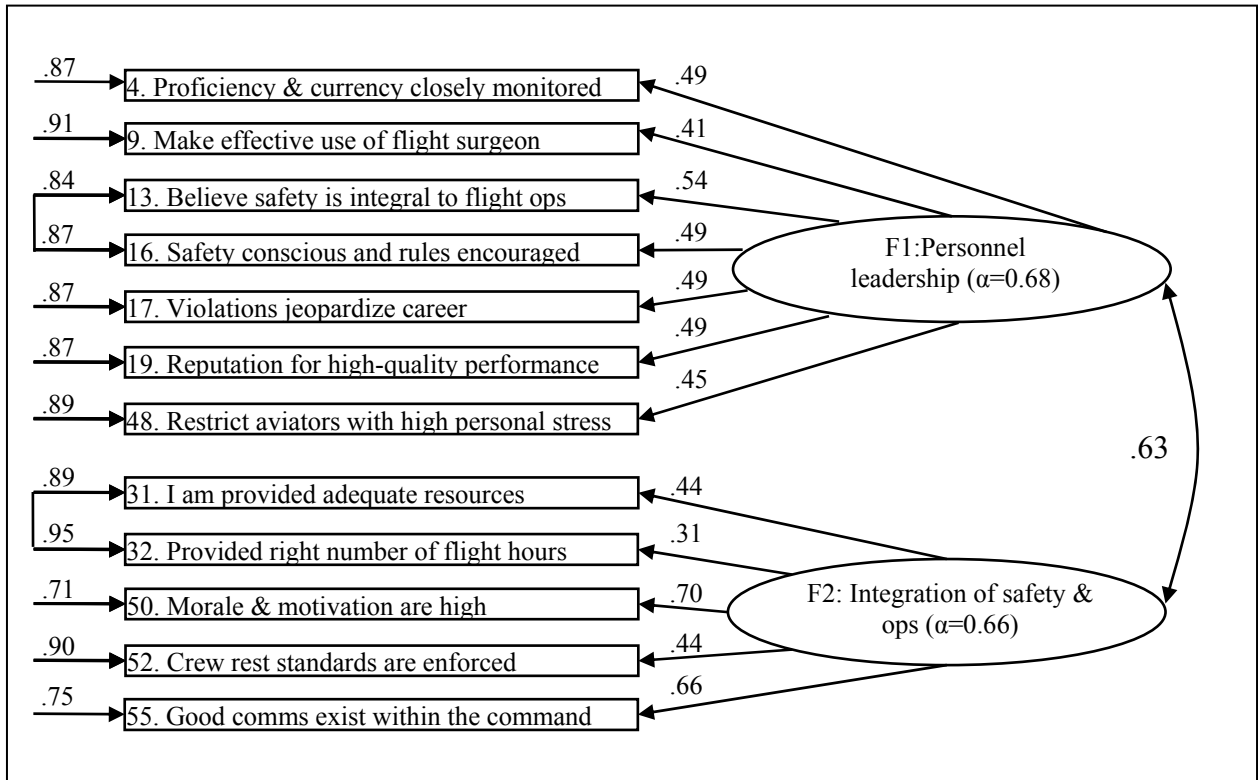 .87
4. Proficiency & currency closely monitored
.49
.91
9. Make effective use of flight surgeon
.41
.84
13. Believe safety is integral to flight ops
.54
.87
16. Safety conscious and rules encouraged
.49
F1:Personnel
leadership (α=0.68)
.87
17. Violations jeopardize career
.49
.87
19. Reputation for high-quality performance
.49
.89
48. Restrict aviators with high personal stress
.45
.63
.89
31. I am provided adequate resources
.44
.95
32. Provided right number of flight hours
.31
.71
50. Morale & motivation are high
.70
F2: Integration of safety &
ops (α=0.66)
.90
52. Crew rest standards are enforced
.44
.75
55. Good comms exist within the command
.66